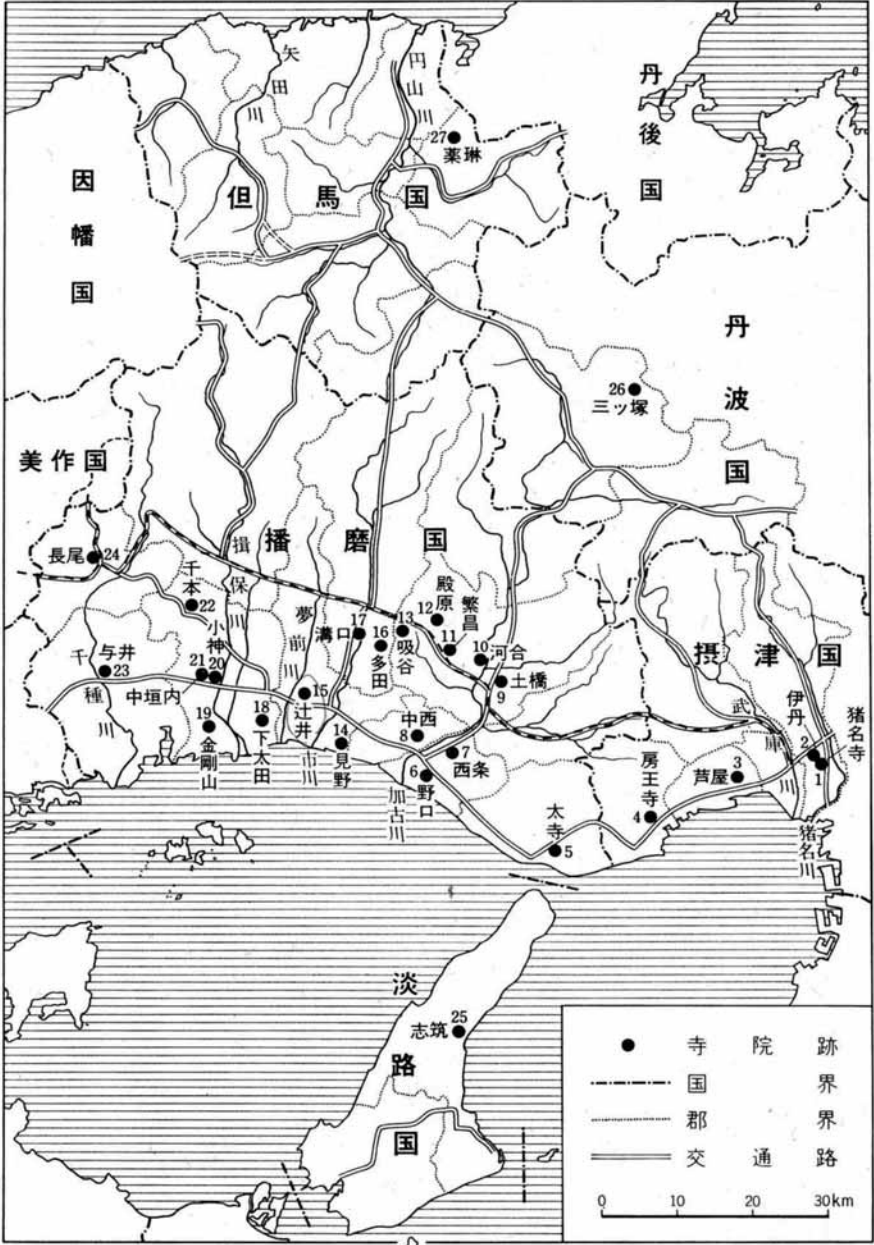 矢田川
円山川
丹後国
27
薬琳
因幡国
但馬国
丹波国
26
三ッ塚
美作国
播磨国
揖保川
長尾 24
千本
22
夢前川
殿原
12
繁昌
11
17
溝口
13
吸谷
16
多田
10
河合
土橋
9
摂津国
小神
21 20
中垣内
与井
23
千種川
15
辻井
中西
8
18
下太田
19
金剛山
14
見野
市川
7
西条
6
野口
加古川
武庫川
伊丹
2
猪名寺
1
3
芦屋
房王寺
4
太寺
5
猪名川
淡路国
25
志筑
寺院跡
国界
郡界
交通路
0 10 20 30km